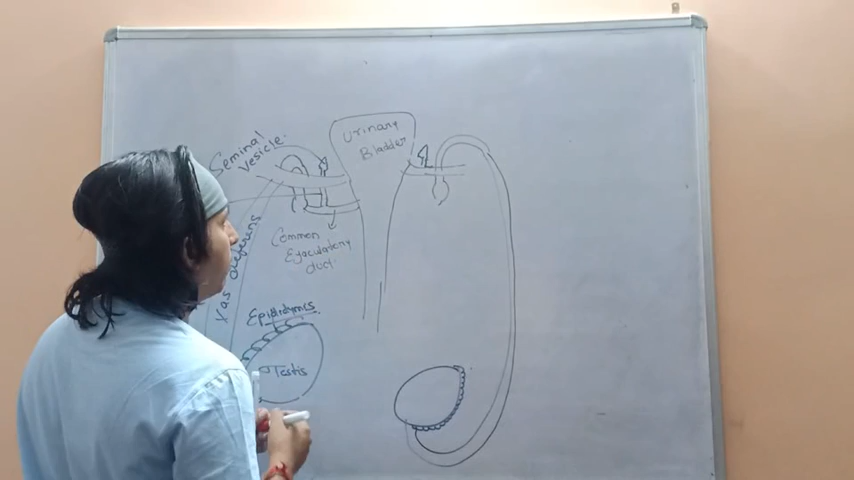 Urinary
Bladder
Seminal
Vesicle
Vas deferens
Common
Ejaculatory
duct
Epididymis
Testis